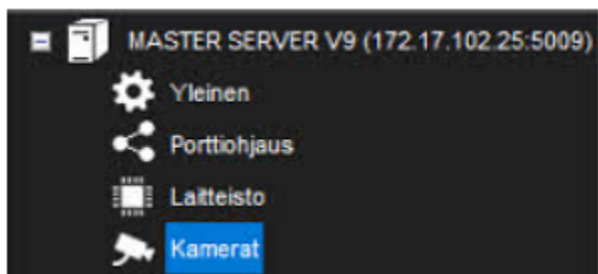 MASTER SERVER V9 (172.17.102.25:5009)
Yleinen
Porttiohjaus
Laitteisto
Kamerat